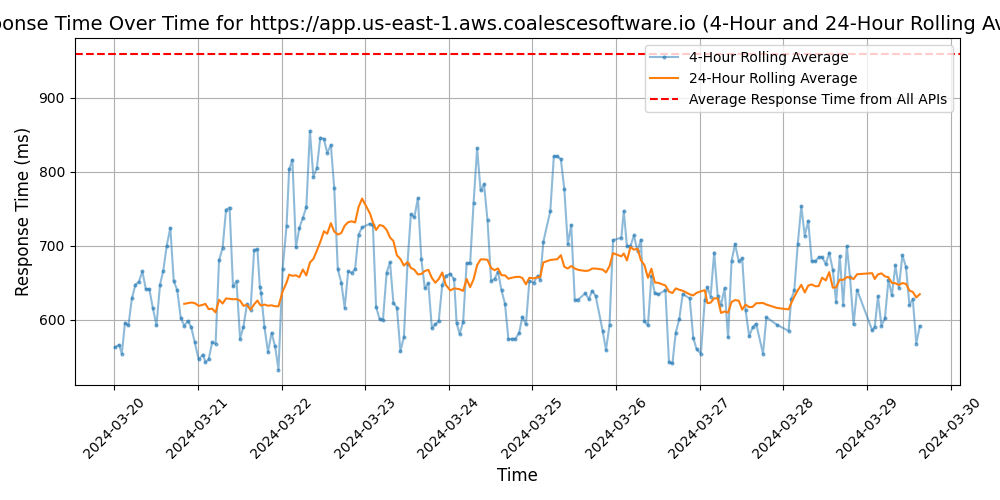 onse Time Over Time for https://app.us-east-1.aws.coalescesoftware.io (4-Hour and 24-Hour Rolling Av
4-Hour Rolling Average
24-Hour Rolling Average
Average Response Time from All APIs
Response Time (ms)
900
800
700
600
2024-03-20
2024-03-21
2024-03-22
2024-03-23
2024-03-24
2024-03-25
2024-03-26
2024-03-27
2024-03-28
2024-03-29
2024-03-30
Time